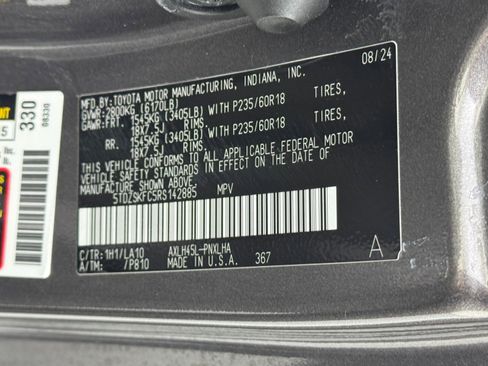 MFD.BY: TOYOTA MOTOR MANUFACTURING, INDIANA, INC. 08/24
GVWR: 2800KG (6170LB)
GAWR: FRT. 1545KG (3405LB) WITH P235/60R18 TIRES,
18X7.5J RIMS.
RR. 1545KG (3405LB) WITH P235/60R18 TIRES,
18X7.5J RIMS.
THIS VEHICLE CONFORMS TO ALL APPLICABLE FEDERAL MOTOR
VEHICLE SAFETY STANDARDS IN EFFECT ON THE DATE OF
MANUFACTURE SHOWN ABOVE.
5TDZSKFC5RS142885 MPV
C/TR: 1H1/LA10 AXLH45L-PNXLHA
A/TM: /P810 MADE IN U.S.A. 367 A
330
08330